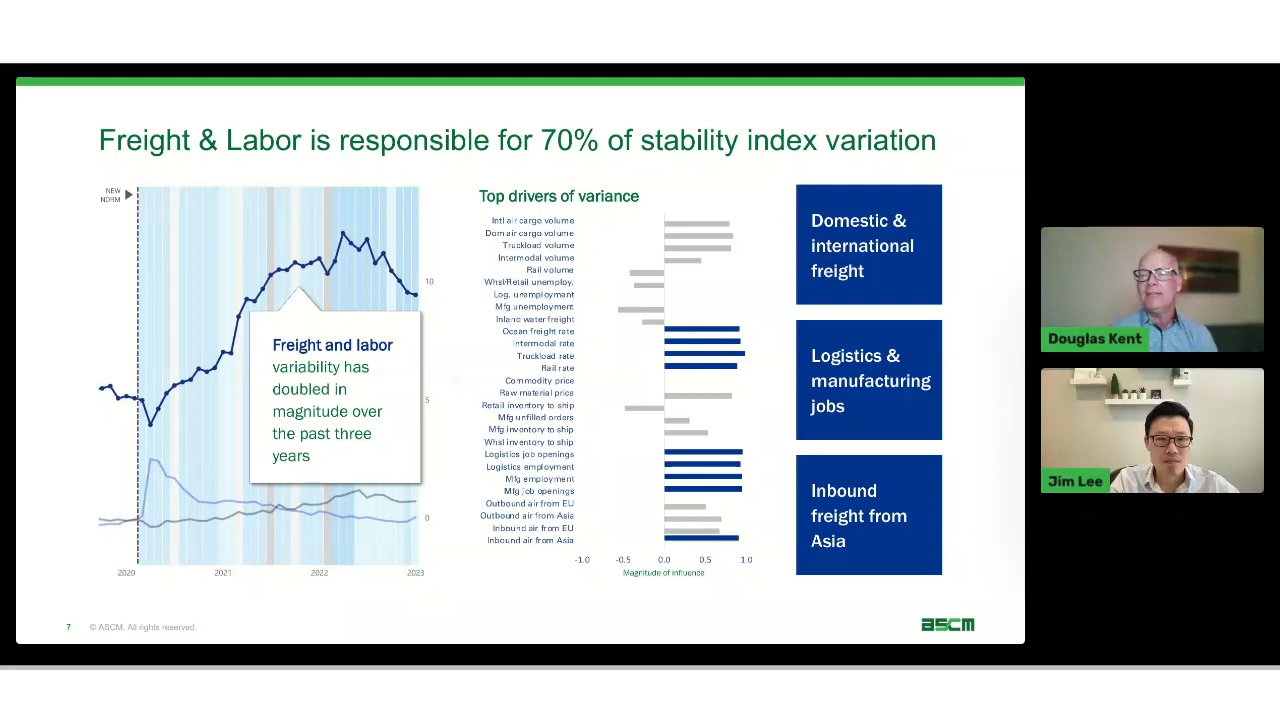 Freight & Labor is responsible for 70% of stability index variation
NEW
NORM
10
5
0
2020
2021
2022
2023
Freight and labor
variability has
doubled in
magnitude over
the past three
years
Top drivers of variance
Intl air cargo volume
Dom air cargo volume
Truckload volume
Intermodal volume
Rail volume
Whsl/Retail unemploy.
Log. unemployment
Mfg unemployment
Inland water freight
Ocean freight rate
Intermodal rate
Truckload rate
Rail rate
Commodity price
Raw material price
Retail inventory to ship
Mfg unfilled orders
Mfg inventory to ship
Whsl inventory to ship
Logistics job openings
Logistics employment
Mfg employment
Mfg job openings
Outbound air from EU
Outbound air from Asia
Inbound air from EU
Inbound air from Asia
-1.0
-0.5
0.0
0.5
1.0
Magnitude of influence
Domestic &
international
freight
Logistics &
manufacturing
jobs
Inbound
freight from
Asia
7
© ASCM. All rights reserved.
ascm
Douglas Kent
Jim Lee